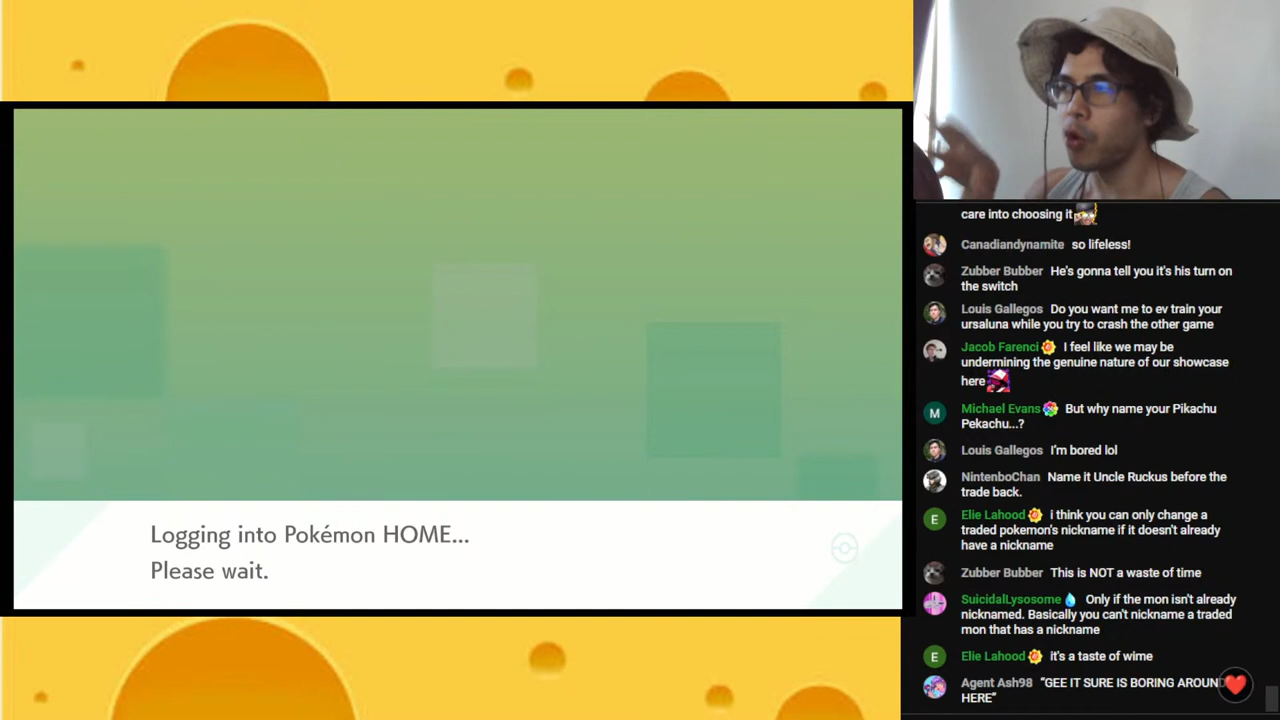 Logging into Pokémon HOME...
Please wait.
care into choosing it
Canadiandynamite so lifeless!
Zubber Bubber He's gonna tell you it's his turn on
the switch
Louis Gallegos Do you want me to ev train your
ursaluna while you try to crash the other game
Jacob Farenci I feel like we may be
undermining the genuine nature of our showcase
here
M
Michael Evans But why name your Pikachu
Pekachu...?
Louis Gallegos I'm bored lol
NintenboChan Name it Uncle Ruckus before the
trade back.
E
Elie Lahood i think you can only change a
traded pokemon's nickname if it doesn't already
have a nickname
Zubber Bubber This is NOT a waste of time
SuicidalLysosome Only if the mon isn't already
nicknamed. Basically you can't nickname a traded
mon that has a nickname
E
Elie Lahood it's a taste of wime
Agent Ash98 “GEE IT SURE IS BORING AROUND
HERE”